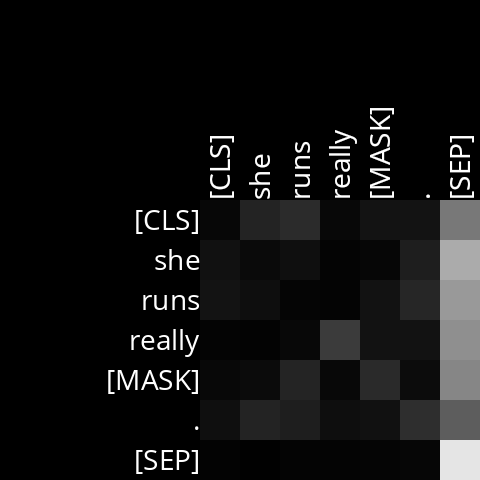 [CLS] she runs really [MASK] . [SEP]
[CLS]
she
runs
really
[MASK]
.
[SEP]